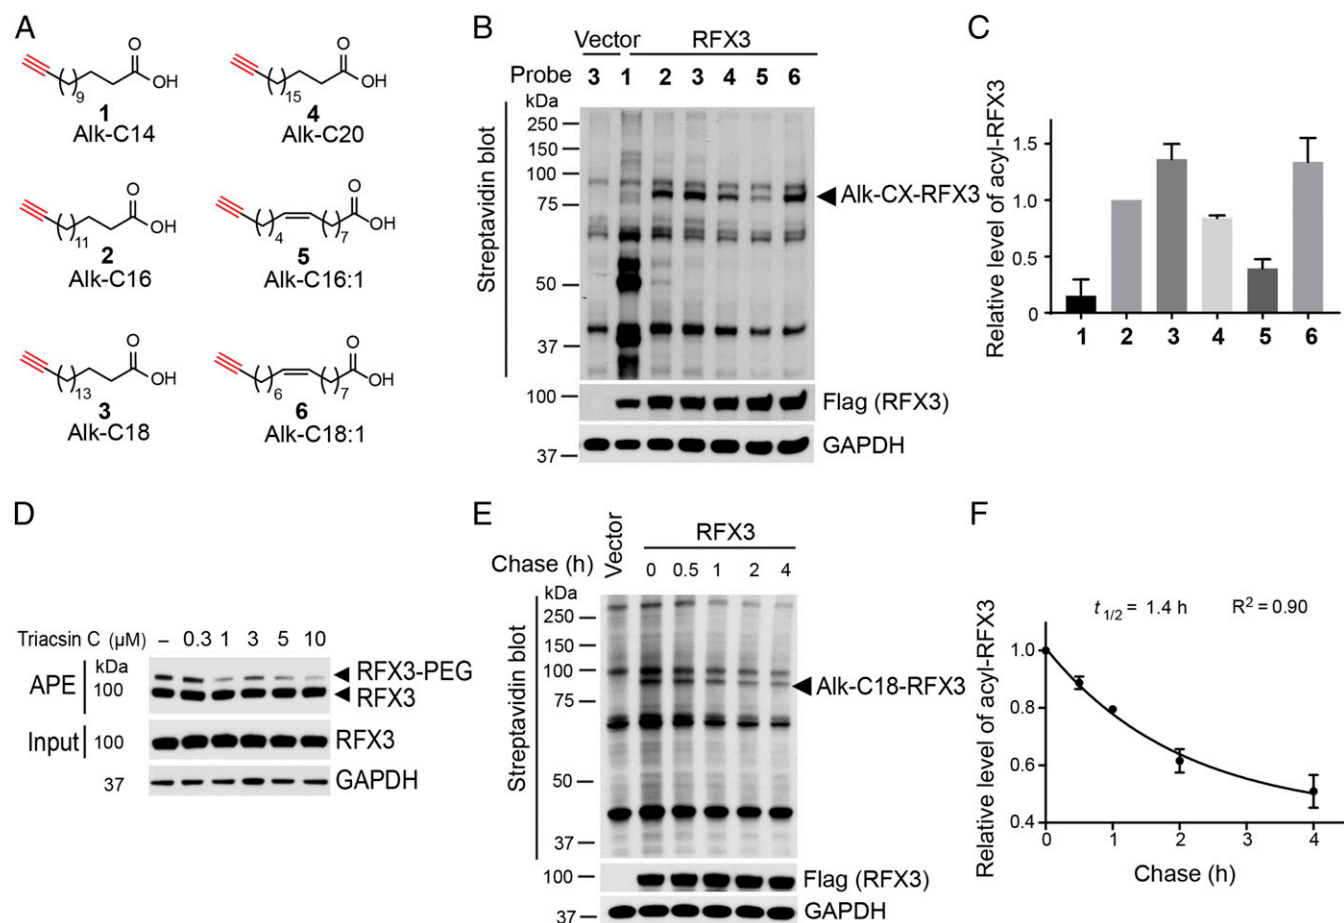 A
O
OH
9
1
Alk-C14
O
OH
15
4
Alk-C20
O
OH
11
2
Alk-C16
O
OH
4
7
5
Alk-C16:1
O
OH
13
3
Alk-C18
O
OH
6
7
6
Alk-C18:1
B
Vector RFX3
Probe 3 1 2 3 4 5 6
kDa
250
150
100
75
50
37
Streptavidin blot
Alk-CX-RFX3
100
Flag (RFX3)
37
GAPDH
C
Relative level of acyl-RFX3
1.5
1.0
0.5
0
1 2 3 4 5 6
D
Triacsin C (μM) – 0.3 1 3 5 10
APE
kDa
100
RFX3-PEG
RFX3
Input
100
RFX3
37
GAPDH
E
Vector
RFX3
Chase (h) 0 0.5 1 2 4
kDa
250
150
100
75
50
37
Streptavidin blot
Alk-C18-RFX3
100
Flag (RFX3)
37
GAPDH
F
t 1/2 = 1.4 h R2 = 0.90
Relative level of acyl-RFX3
1.0
0.8
0.6
0.4
0 1 2 3 4
Chase (h)